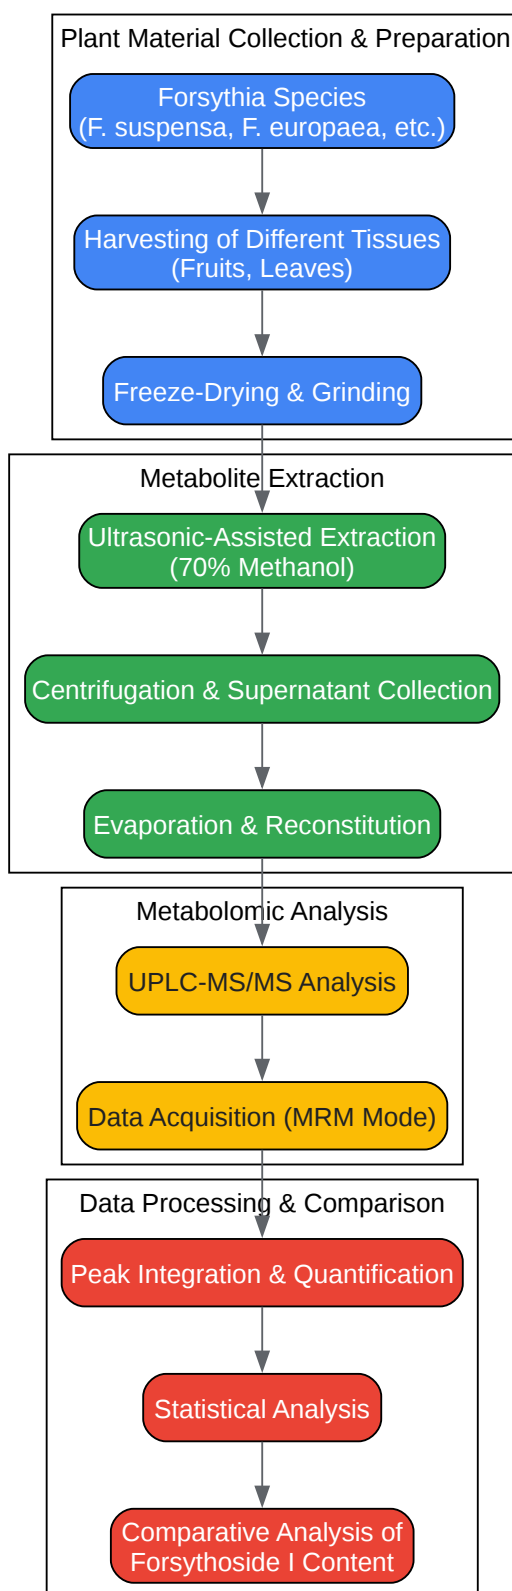 Plant Material Collection & Preparation
Forsythia Species
(F. suspensa, F. europaea, etc.)
Harvesting of Different Tissues
(Fruits, Leaves)
Freeze-Drying & Grinding
Metabolite Extraction
Ultrasonic-Assisted Extraction
(70% Methanol)
Centrifugation & Supernatant Collection
Evaporation & Reconstitution
Metabolomic Analysis
UPLC-MS/MS Analysis
Data Acquisition (MRM Mode)
Data Processing & Comparison
Peak Integration & Quantification
Statistical Analysis
Comparative Analysis of
Forsythoside I Content